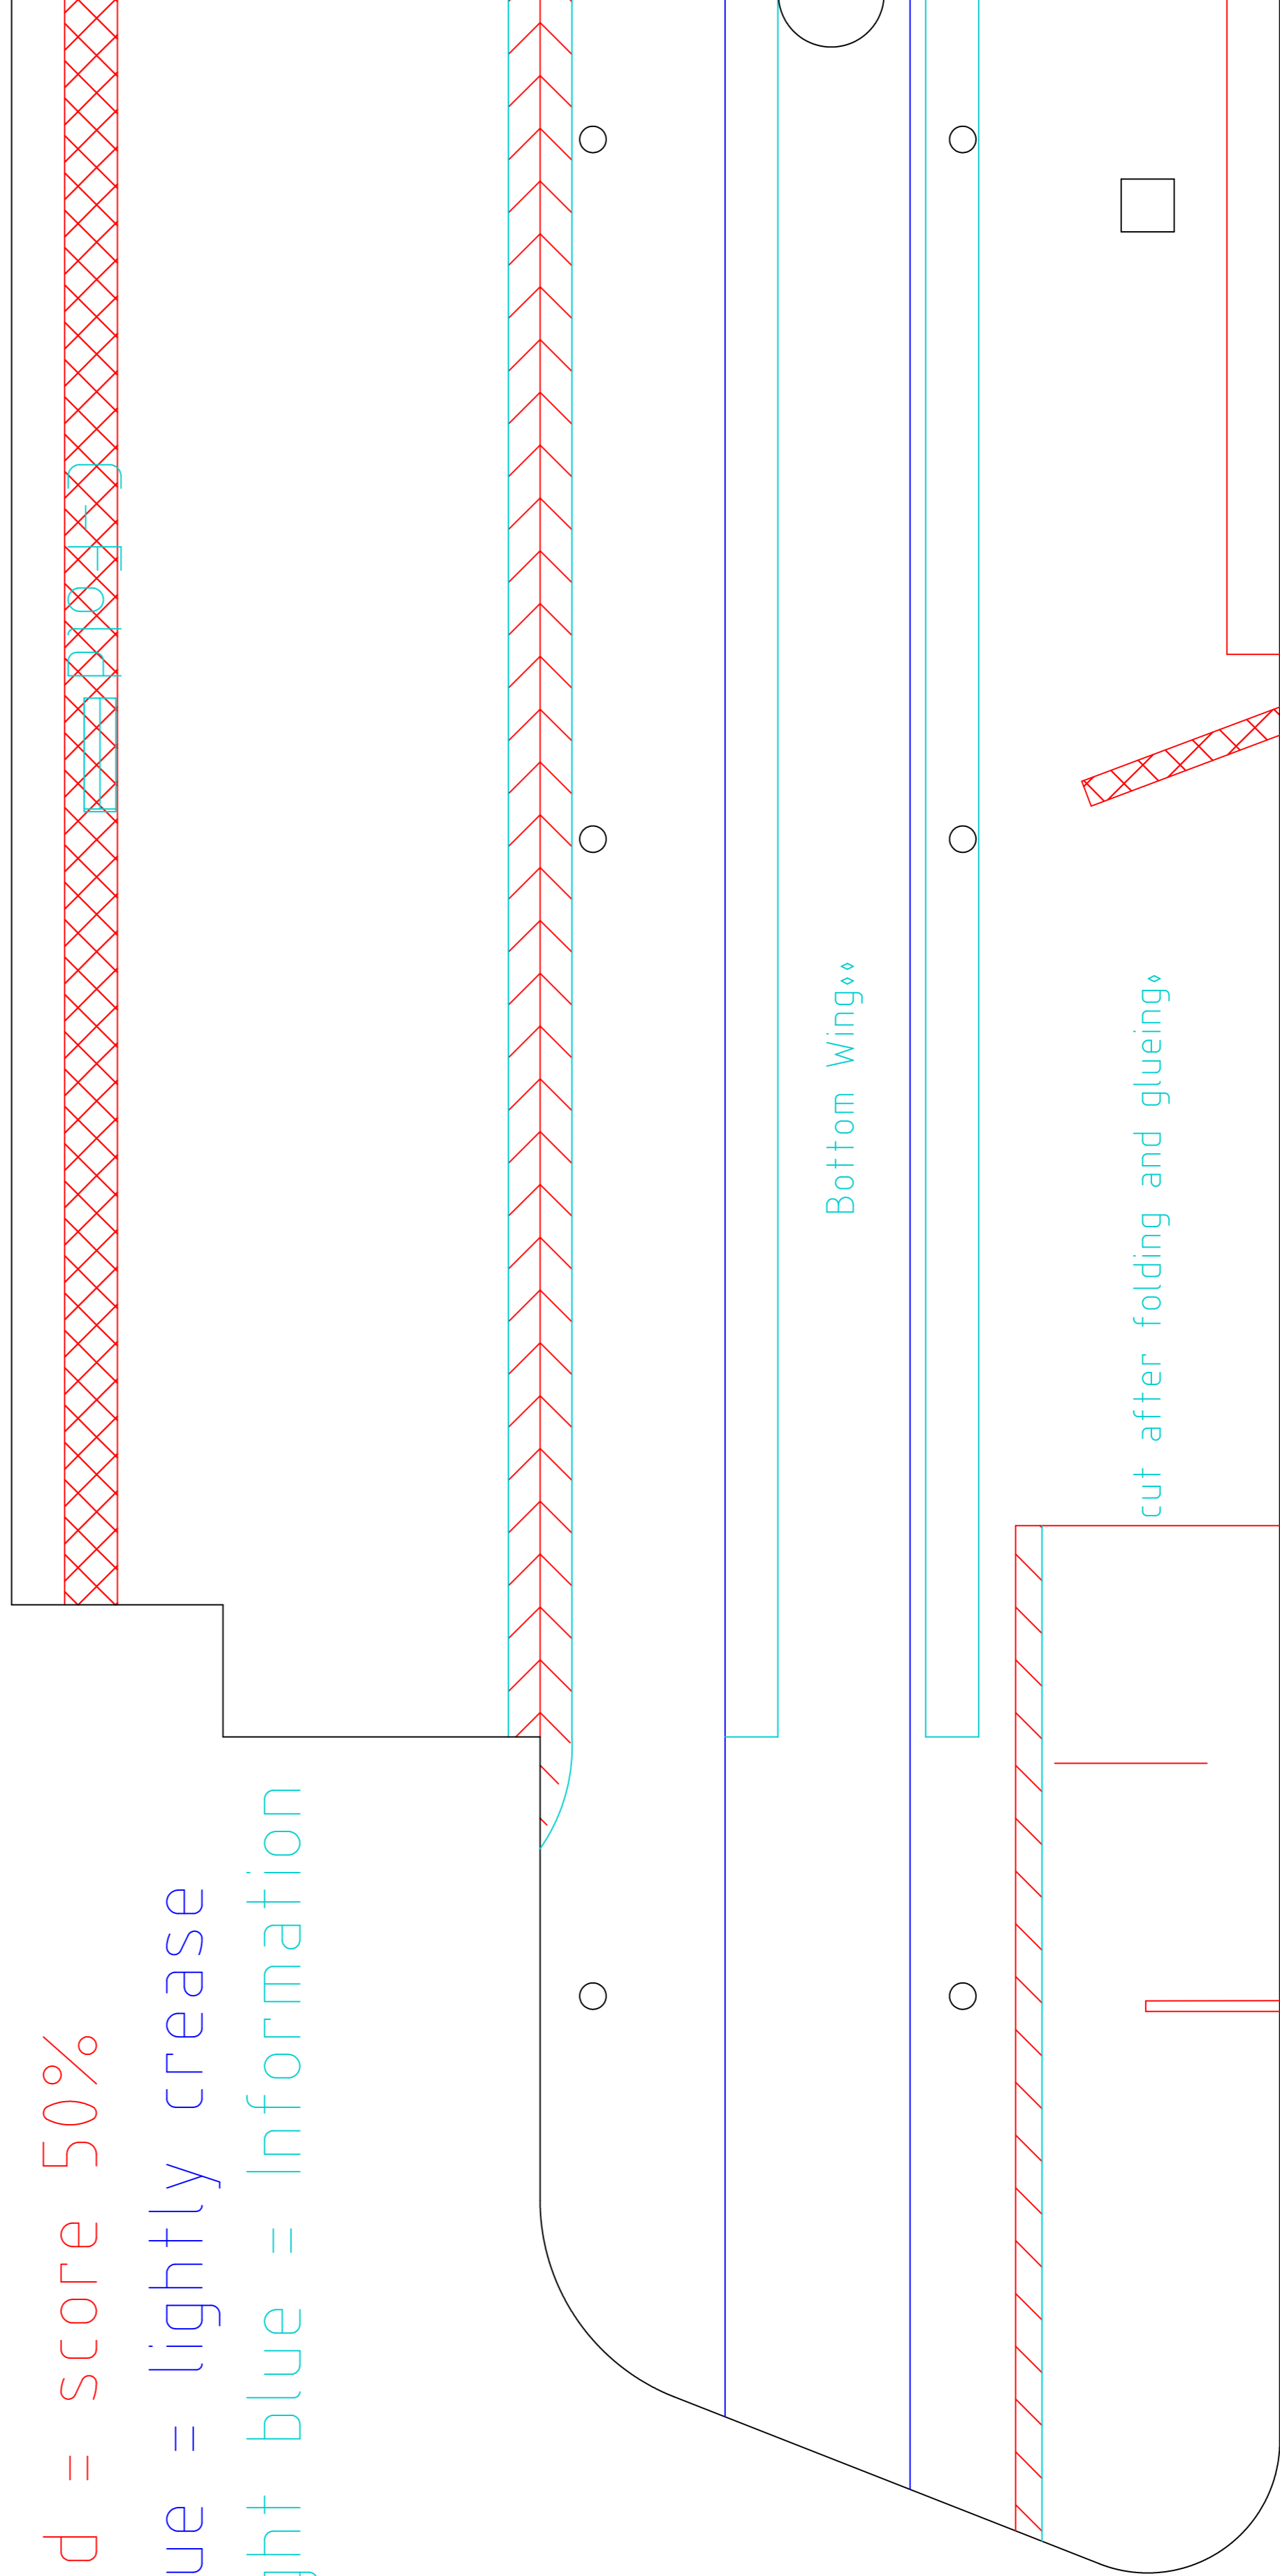 d = score 50%
ue = lightly crease
ght blue = Information
Bottom Wing◊◊
cut after folding and glueing◊